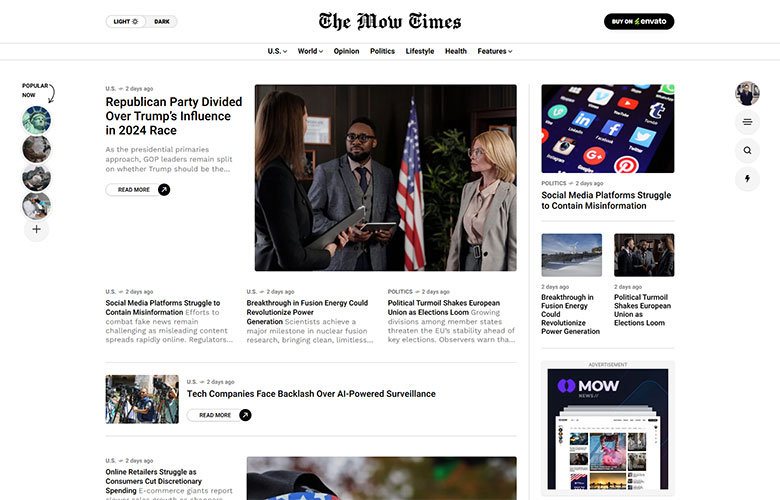 LIGHT DARK
The Mow Times
BUY ON envato
U.S. World Opinion Politics Lifestyle Health Features
POPULAR
NOW
U.S. 2 days ago
Republican Party Divided
Over Trump's Influence
in 2024 Race
As the presidential primaries
approach, GOP leaders remain split
on whether Trump should be the...
READ MORE
YouTube
Tumblr
LinkedIn
Facebook
Instagram
Google+
Pinterest
POLITICS 2 days ago
Social Media Platforms Struggle
to Contain Misinformation
2 days ago
Breakthrough in
Fusion Energy
Could
Revolutionize
Power Generation
2 days ago
Political Turmoil
Shakes European
Union as
Elections Loom
U.S. 2 days ago
Social Media Platforms Struggle to
Contain Misinformation Efforts to
combat fake news remain
challenging as misleading content
spreads rapidly online. Regulators...
U.S. 2 days ago
Breakthrough in Fusion Energy Could
Revolutionize Power
Generation Scientists achieve a
major milestone in nuclear fusion
research, bringing clean, limitless...
POLITICS 2 days ago
Political Turmoil Shakes European
Union as Elections Loom Growing
divisions among member states
threaten the EU's stability ahead of
key elections. Observers warn tha...
U.S. 2 days ago
Tech Companies Face Backlash Over AI-Powered Surveillance
READ MORE
ADVERTISEMENT
MOW
NEWS//
U.S. 2 days ago
Online Retailers Struggle as
Consumers Cut Discretionary
Spending E-commerce giants report